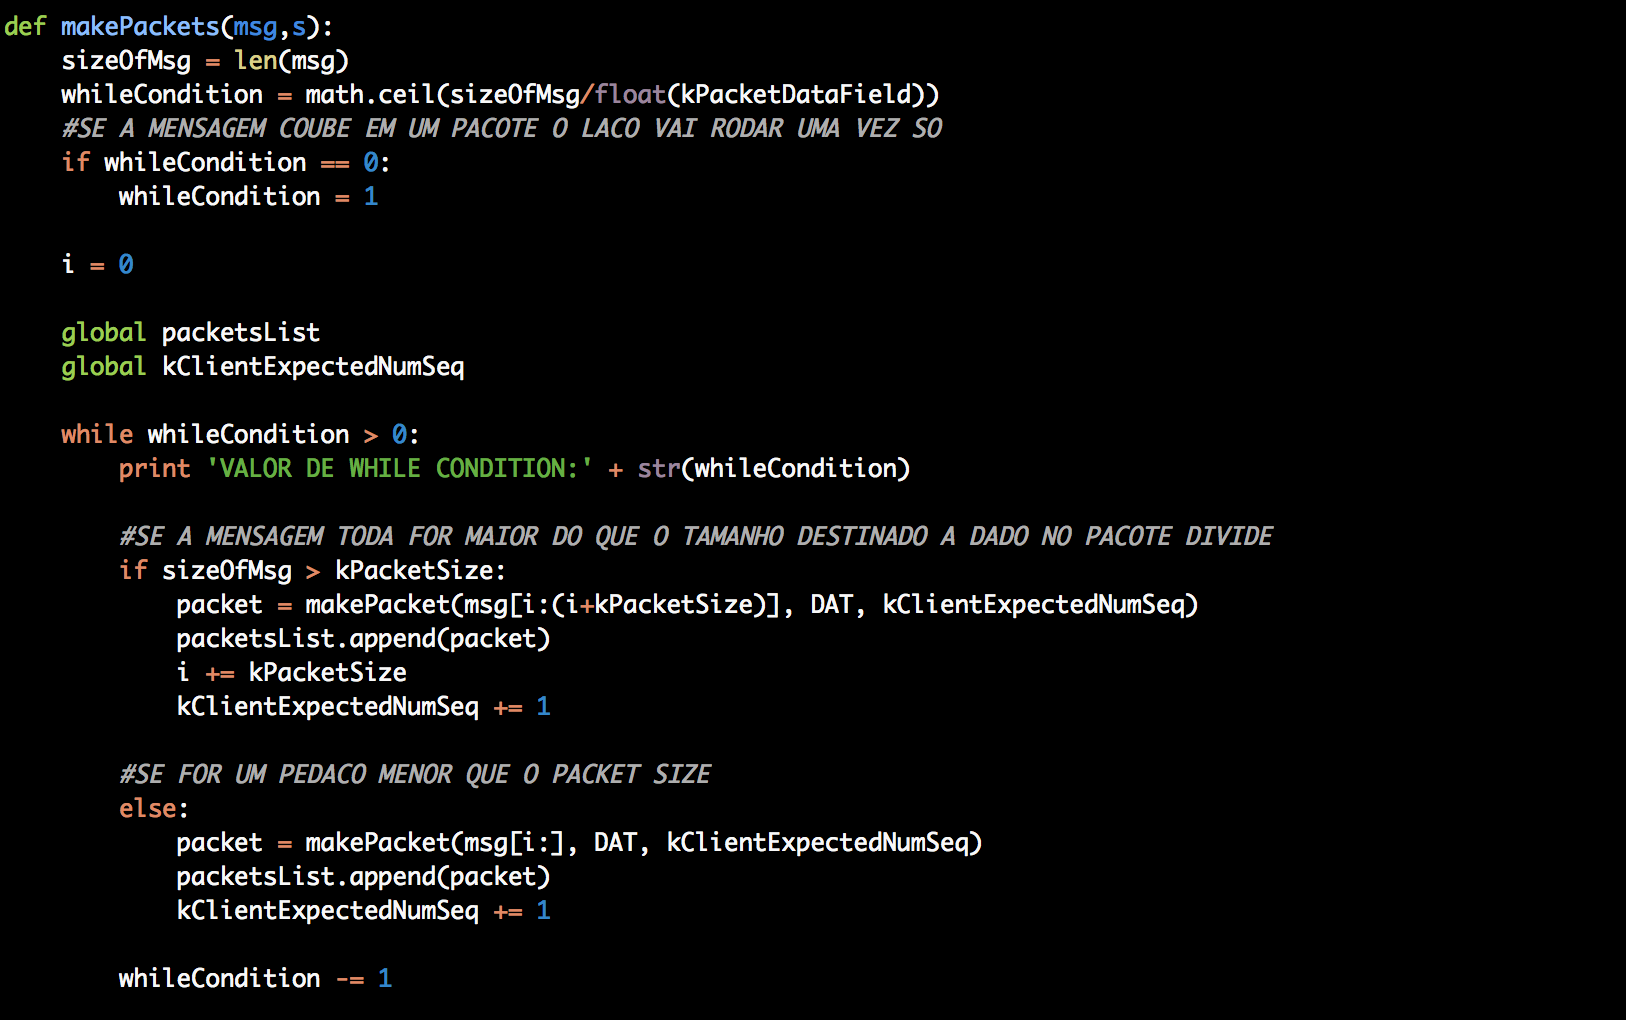 def makePackets(msg,s):
    sizeOfMsg = len(msg)
    whileCondition = math.ceil(sizeOfMsg/float(kPacketDataField))
    #SE A MENSAGEM COUBE EM UM PACOTE O LACO VAI RODAR UMA VEZ SO
    if whileCondition == 0:
        whileCondition = 1
    i = 0
    global packetsList
    global kClientExpectedNumSeq
    while whileCondition > 0:
        print 'VALOR DE WHILE CONDITION:' + str(whileCondition)
        #SE A MENSAGEM TODA FOR MAIOR DO QUE O TAMANHO DESTINADO A DADO NO PACOTE DIVIDE
        if sizeOfMsg > kPacketSize:
            packet = makePacket(msg[i:(i+kPacketSize)], DAT, kClientExpectedNumSeq)
            packetsList.append(packet)
            i += kPacketSize
            kClientExpectedNumSeq += 1
        #SE FOR UM PEDACO MENOR QUE O PACKET SIZE
        else:
            packet = makePacket(msg[i:], DAT, kClientExpectedNumSeq)
            packetsList.append(packet)
            kClientExpectedNumSeq += 1
        whileCondition -= 1